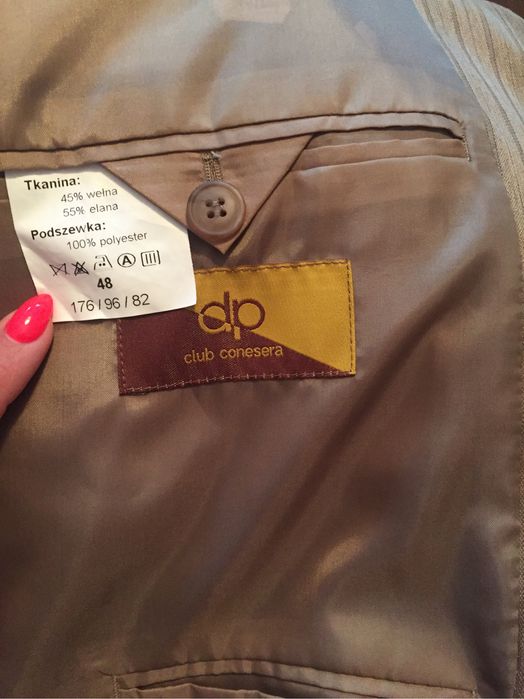 Tkanina:
45% wełna
55% elana
Podszewka:
100% polyester
A
48
176/96/82
dp
club conesera